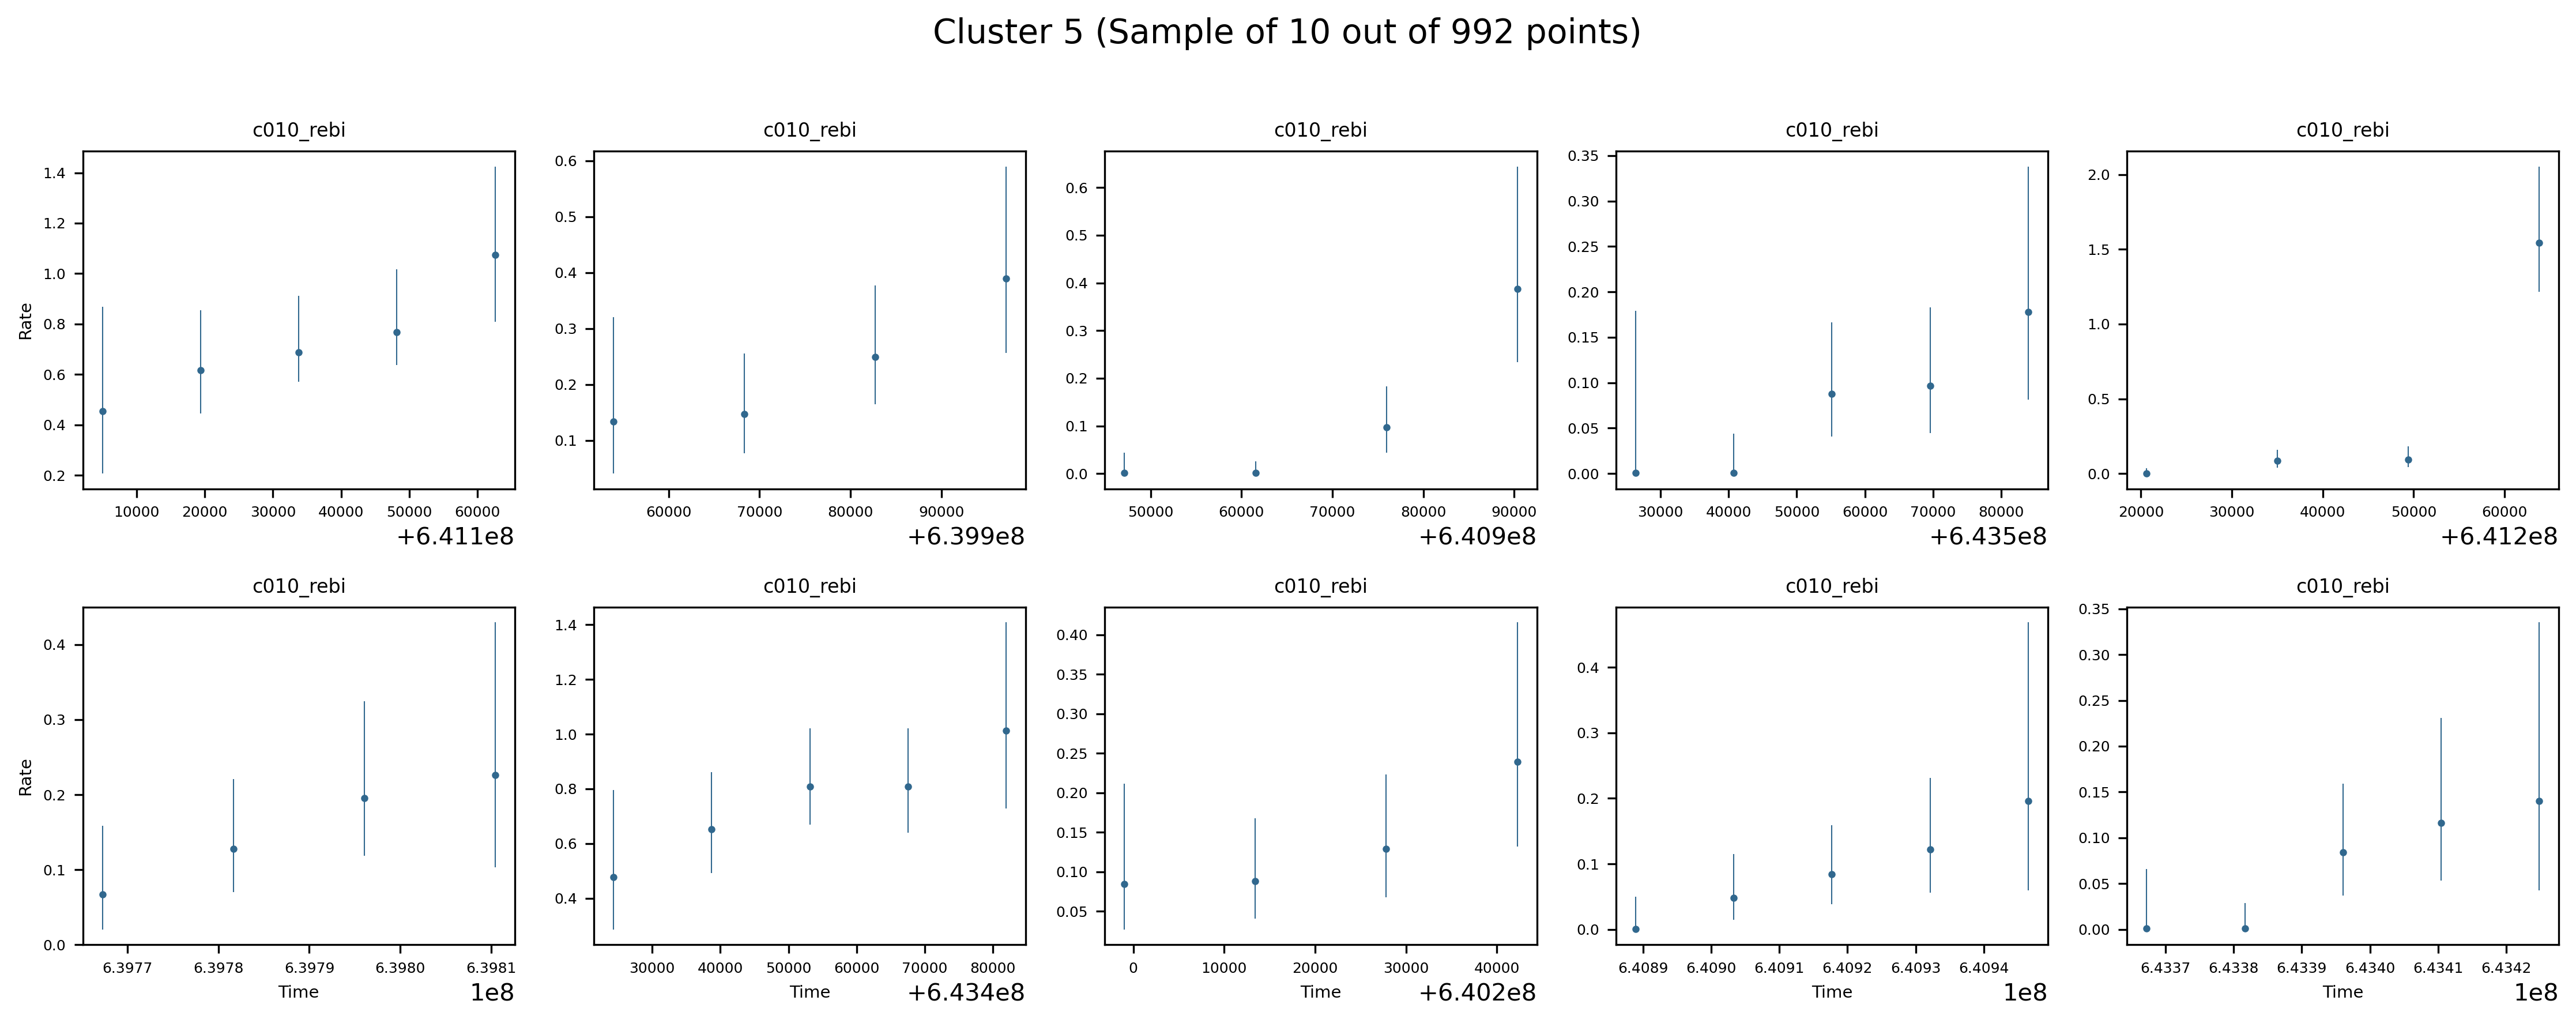 Cluster 5 (Sample of 10 out of 992 points)
c010_rebi c010_rebi c010_rebi c010_rebi c010_rebi
Rate
1.4
1.2
1.0
0.8
0.6
0.4
0.2
10000 20000 30000 40000 50000 60000
+6.411e8
0.6
0.5
0.4
0.3
0.2
0.1
60000 70000 80000 90000
+6.399e8
0.6
0.5
0.4
0.3
0.2
0.1
0.0
50000 60000 70000 80000 90000
+6.409e8
0.35
0.30
0.25
0.20
0.15
0.10
0.05
0.00
30000 40000 50000 60000 70000 80000
+6.435e8
2.0
1.5
1.0
0.5
0.0
20000 30000 40000 50000 60000
+6.412e8
c010_rebi c010_rebi c010_rebi c010_rebi c010_rebi
Rate
0.4
0.3
0.2
0.1
0.0
6.3977 6.3978 6.3979 6.3980 6.3981
Time 1e8
1.4
1.2
1.0
0.8
0.6
0.4
30000 40000 50000 60000 70000 80000
Time +6.434e8
0.40
0.35
0.30
0.25
0.20
0.15
0.10
0.05
0 10000 20000 30000 40000
Time +6.402e8
0.4
0.3
0.2
0.1
0.0
6.4089 6.4090 6.4091 6.4092 6.4093 6.4094
Time 1e8
0.35
0.30
0.25
0.20
0.15
0.10
0.05
0.00
6.4337 6.4338 6.4339 6.4340 6.4341 6.4342
Time 1e8